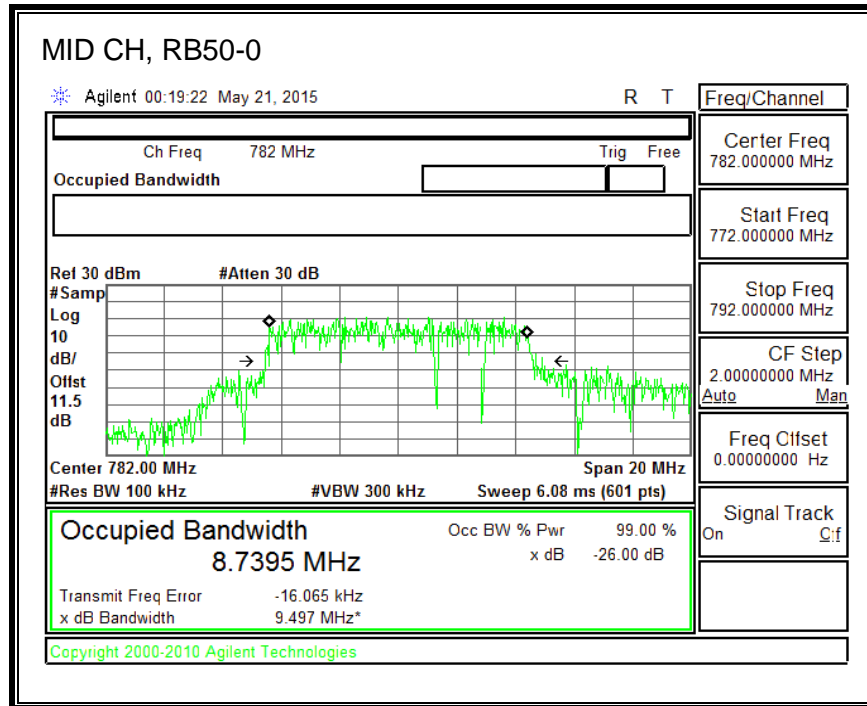 MID CH, RB50-0
Agilent 00:19:22 May 21, 2015 R T
Freq/Channel
Ch Freq 782 MHz Trig Free
Occupied Bandwidth
Center Freq
782.000000 MHz
Start Freq
772.000000 MHz
Stop Freq
792.000000 MHz
CF Step
2.00000000 MHz
Auto Man
Freq Offset
0.00000000 Hz
Signal Track
On Off
Ref 30 dBm #Atten 30 dB
#Samp
Log
10
dB/
Offst
11.5
dB
Center 782.00 MHz Span 20 MHz
#Res BW 100 kHz #VBW 300 kHz Sweep 6.08 ms (601 pts)
Occupied Bandwidth Occ BW % Pwr 99.00 %
8.7395 MHz x dB -26.00 dB
Transmit Freq Error -16.065 kHz
x dB Bandwidth 9.497 MHz*
Copyright 2000-2010 Agilent Technologies